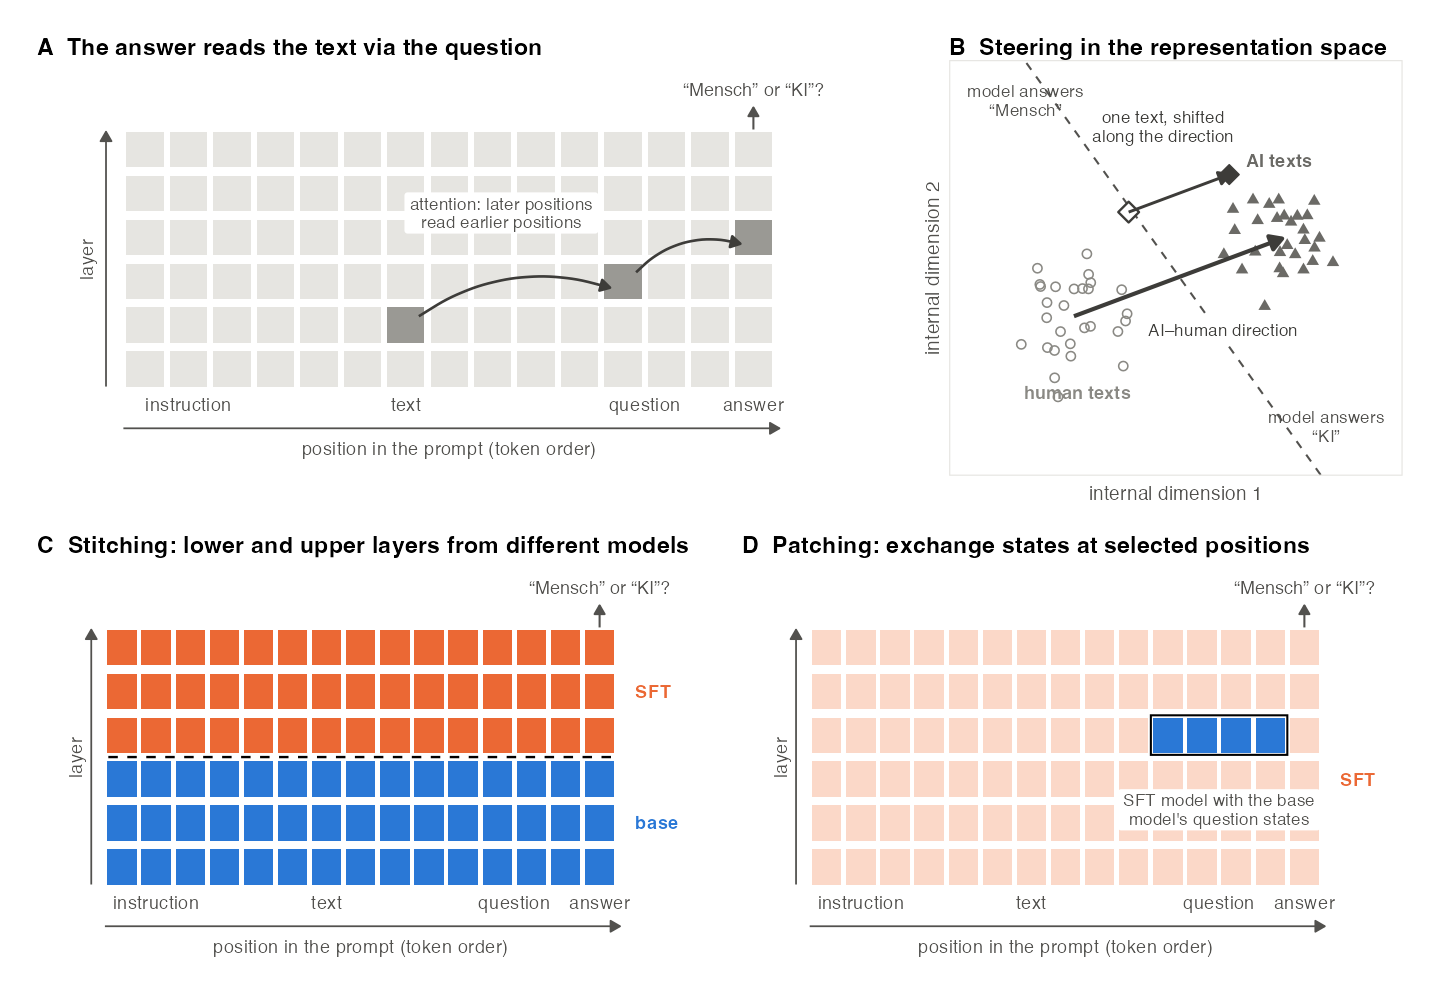 A The answer reads the text via the question
“Mensch” or “KI”?
attention: later positions
read earlier positions
layer
instruction
text
question
answer
position in the prompt (token order)
B Steering in the representation space
model answers
“Mensch”
one text, shifted
along the direction
AI texts
internal dimension 2
AI–human direction
human texts
model answers
“KI”
internal dimension 1
C Stitching: lower and upper layers from different models
“Mensch” or “KI”?
SFT
layer
base
instruction
text
question
answer
position in the prompt (token order)
D Patching: exchange states at selected positions
“Mensch” or “KI”?
layer
SFT
SFT model with the base
model's question states
instruction
text
question
answer
position in the prompt (token order)